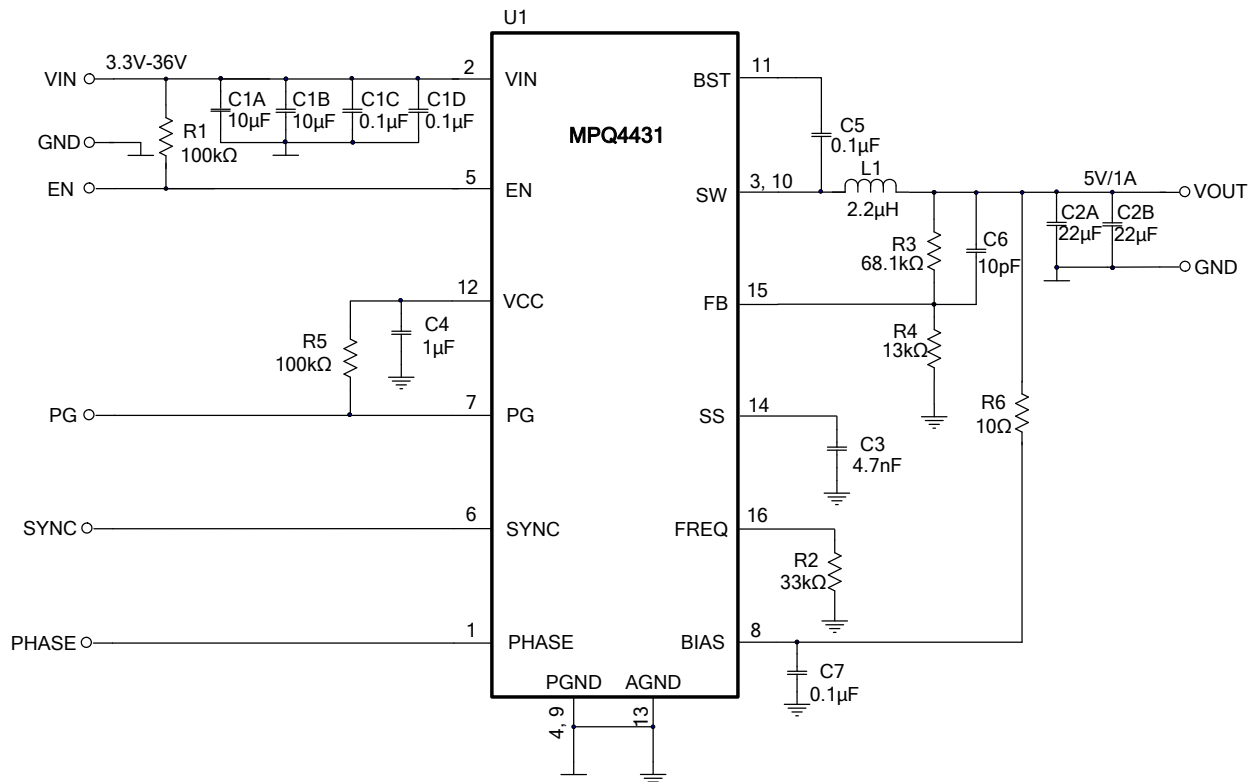 U1
MPQ4431
VIN
3.3V-36V
2
VIN
C1A
10µF
C1B
10µF
C1C
0.1µF
C1D
0.1µF
GND
R1
100kΩ
EN
5
EN
12
VCC
C4
1µF
R5
100kΩ
PG
7
PG
SYNC
6
SYNC
PHASE
1
PHASE
PGND
4, 9
AGND
13
BST
11
C5
0.1µF
SW
3, 10
L1
2.2µH
5V/1A
VOUT
C2A
22µF
C2B
22µF
GND
R3
68.1kΩ
C6
10pF
FB
15
R4
13kΩ
SS
14
C3
4.7nF
R6
10Ω
FREQ
16
R2
33kΩ
BIAS
8
C7
0.1µF